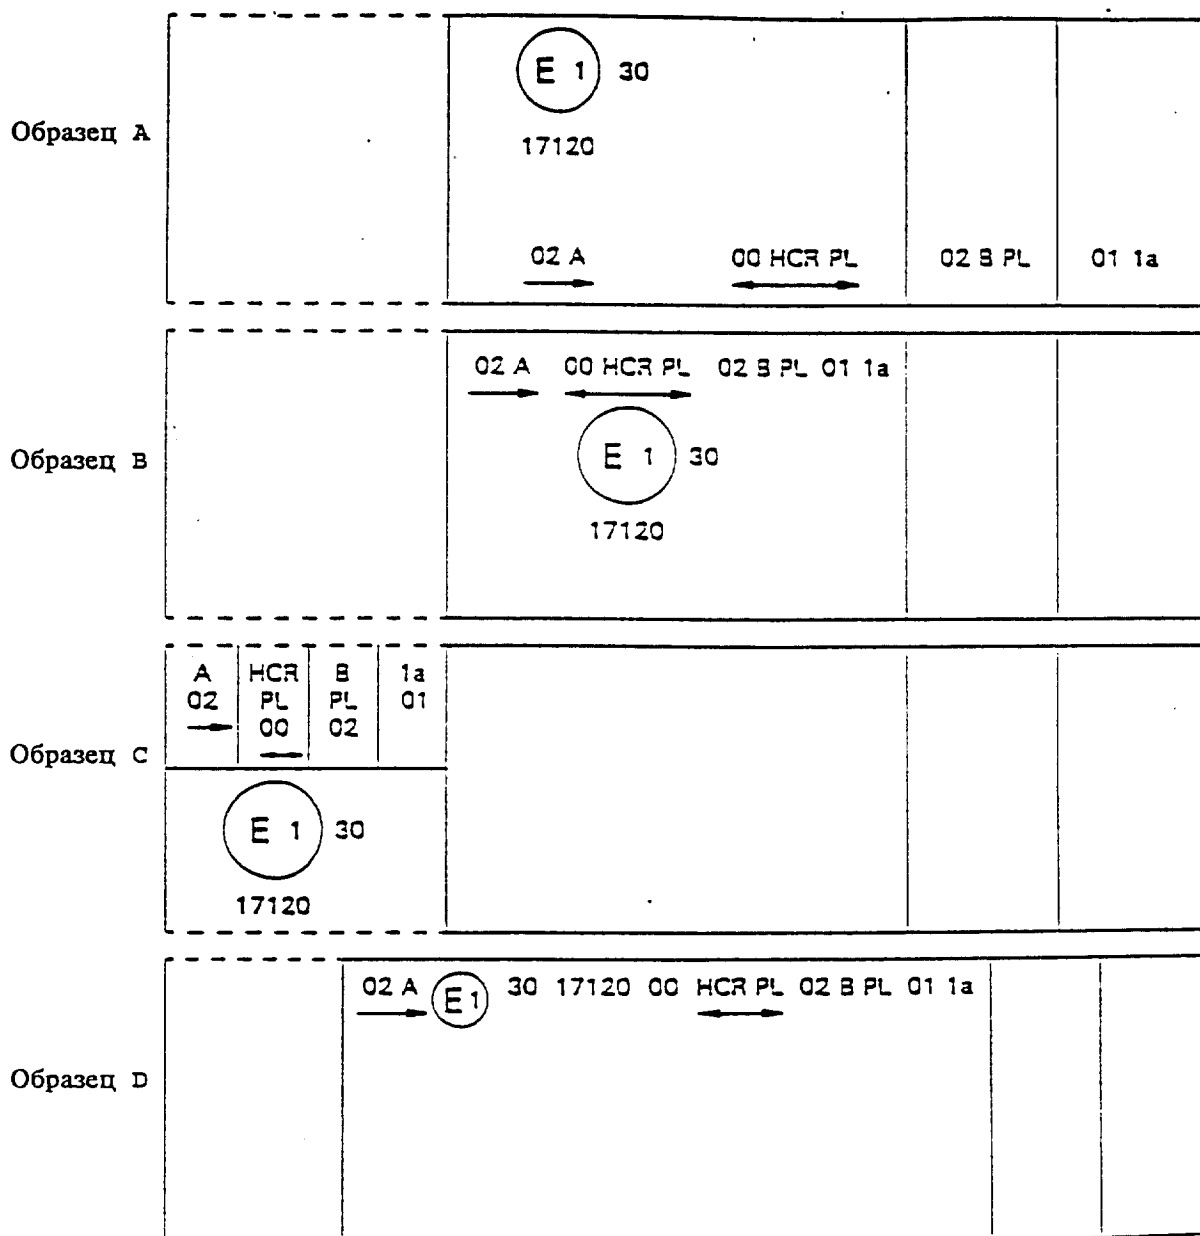 E 1 30
Образец A
17120
02 A 00 HCR PL 02 B PL 01 1a
02 A 00 HCR PL 02 B PL 01 1a
Образец B
E 1 30
17120
A HCR B 1a
02 PL PL 01
00 02
Образец C
E 1 30
17120
02 A E 1 30 17120 00 HCR PL 02 B PL 01 1a
Образец D